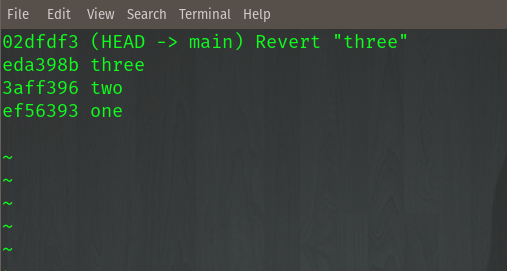 File Edit View Search Terminal Help
02dfdf3 (HEAD -> main) Revert "three"
eda398b three
3aff396 two
ef56393 one
~
~
~
~
~